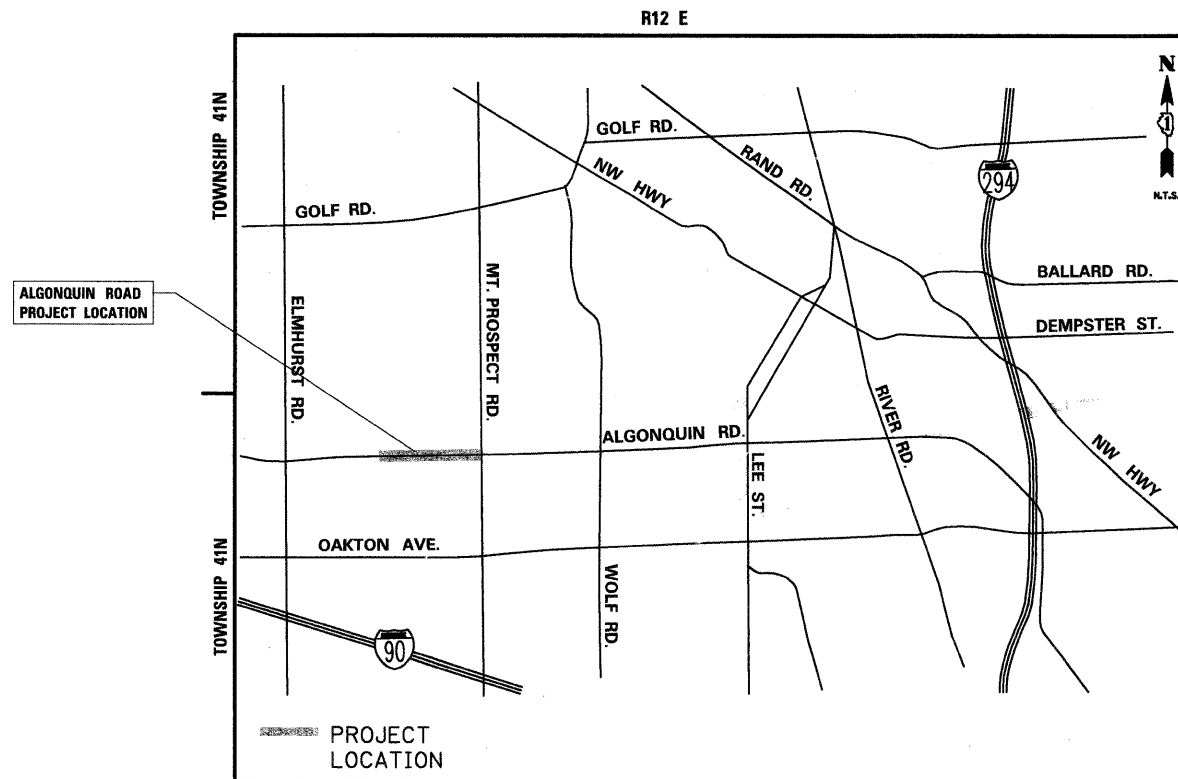 R12 E
TOWNSHIP 41N
N
1
N.T.S.
GOLF RD.
RAND RD.
NW HWY
294
GOLF RD.
ALGONQUIN ROAD
PROJECT LOCATION
ELMHURST RD.
MT. PROSPECT RD.
BALLARD RD.
DEMPSTER ST.
ALGONQUIN RD.
LEE ST.
RIVER RD.
NW HWY
TOWNSHIP 41N
OAKTON AVE.
WOLF RD.
90
PROJECT
LOCATION